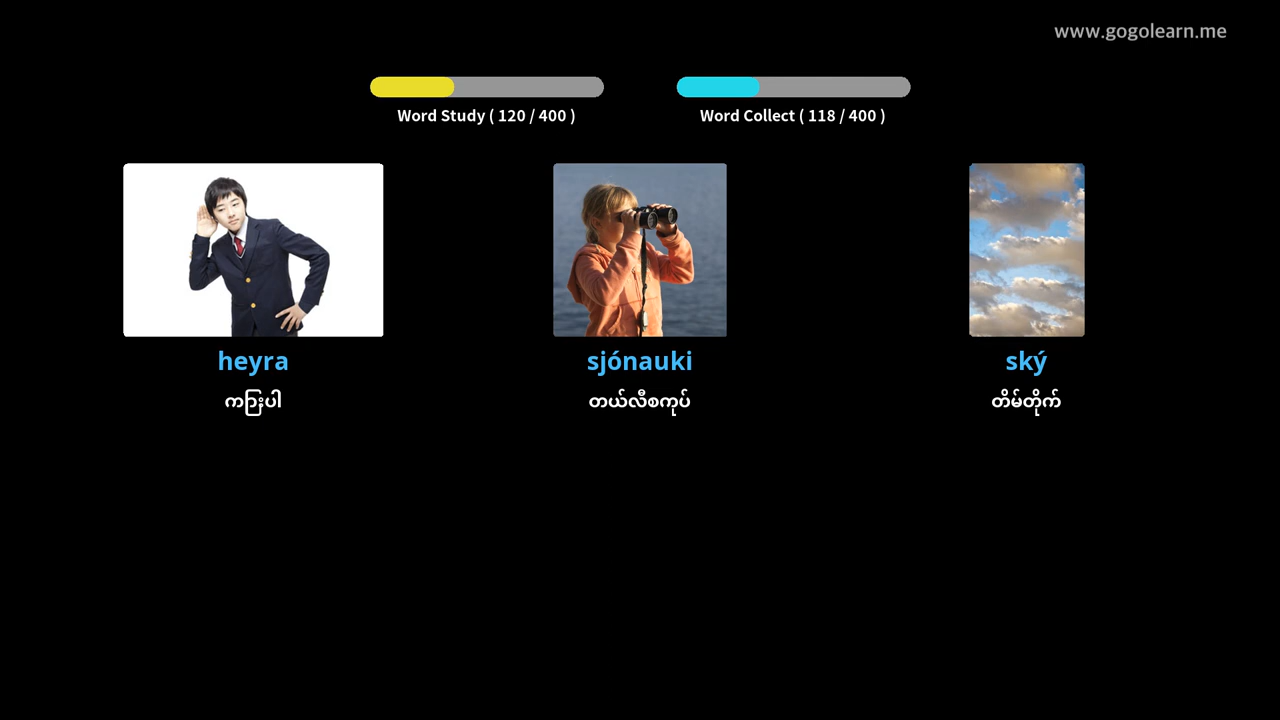 www.gogolearn.me
Word Study ( 120 / 400 )
Word Collect ( 118 / 400 )
heyra
sjónauki
ský
ကြားပါ
တယ်လီစကုပ်
တိမ်တိုက်